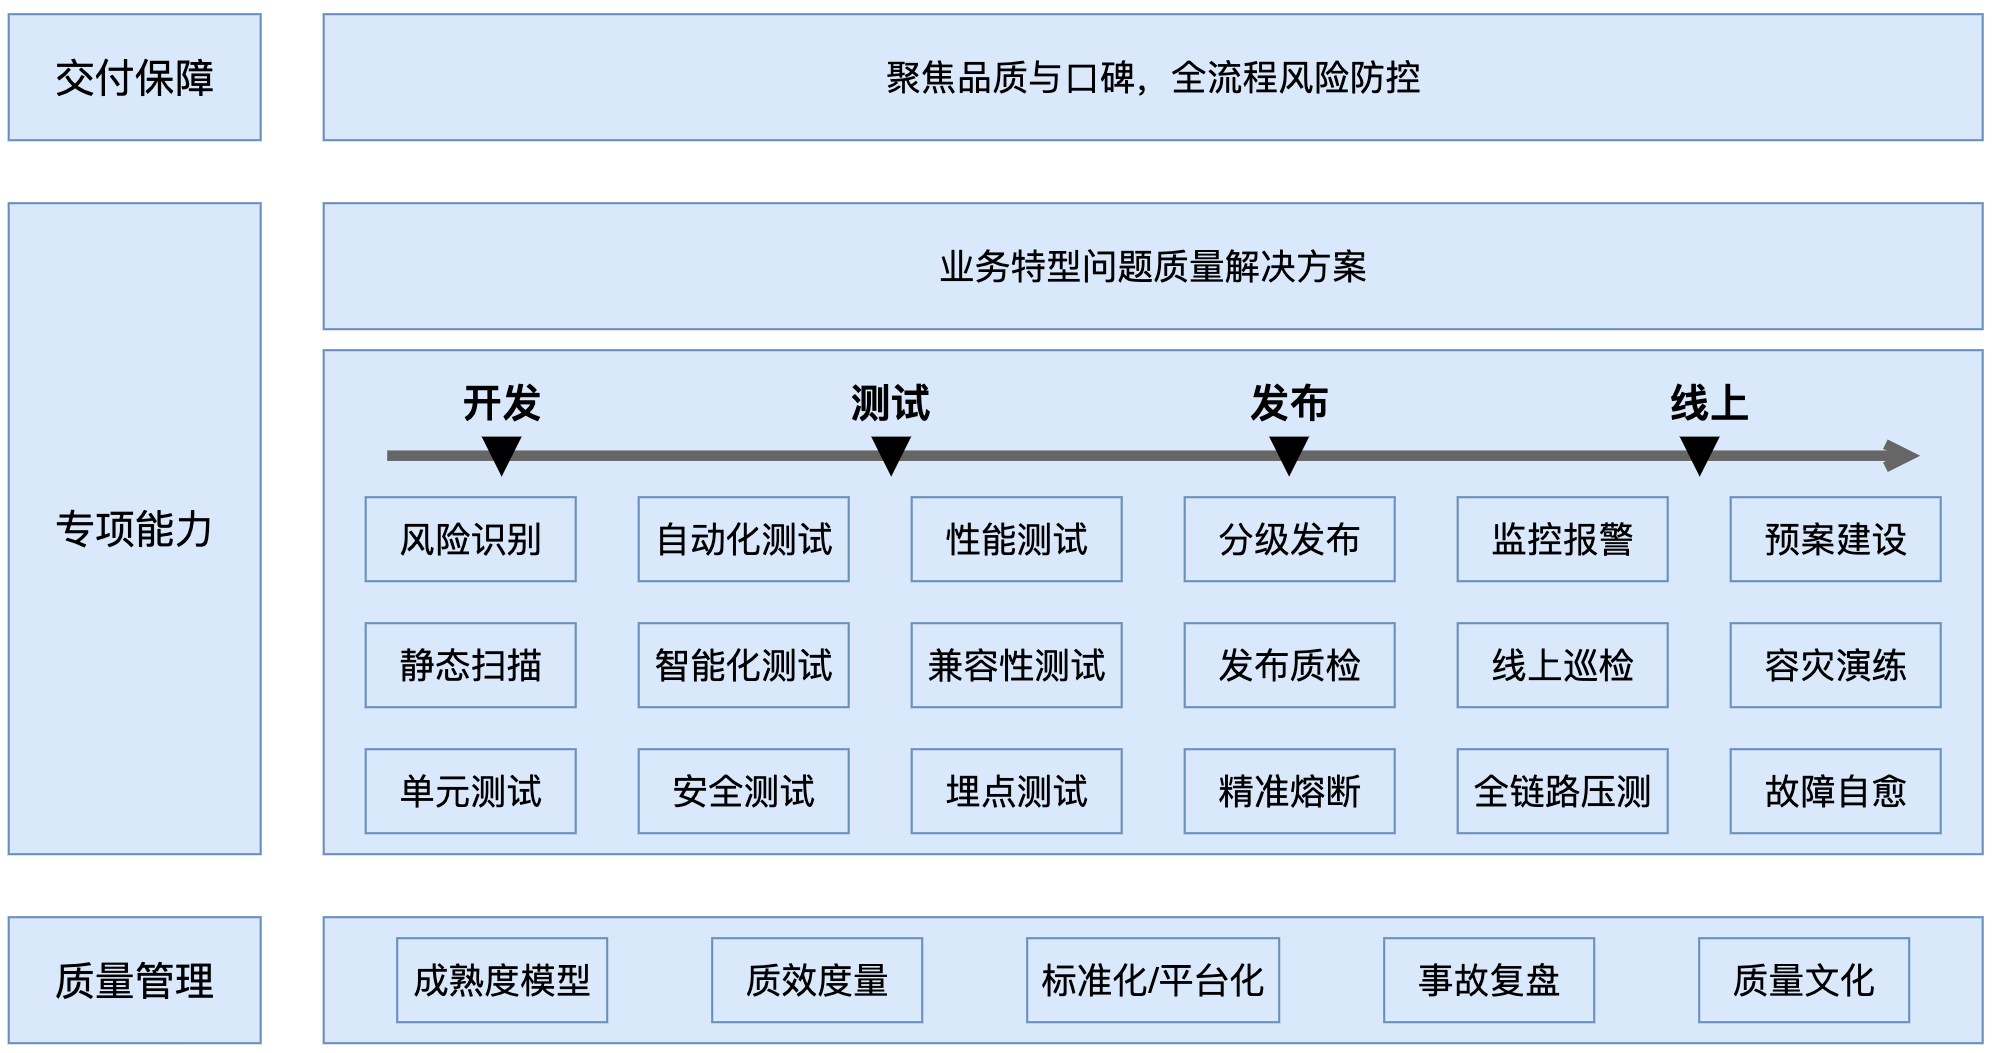 交付保障
聚焦品质与口碑，全流程风险防控
专项能力
业务特型问题质量解决方案
开发
测试
发布
线上
风险识别
自动化测试
性能测试
分级发布
监控报警
预案建设
静态扫描
智能化测试
兼容性测试
发布质检
线上巡检
容灾演练
单元测试
安全测试
埋点测试
精准熔断
全链路压测
故障自愈
质量管理
成熟度模型
质效度量
标准化/平台化
事故复盘
质量文化